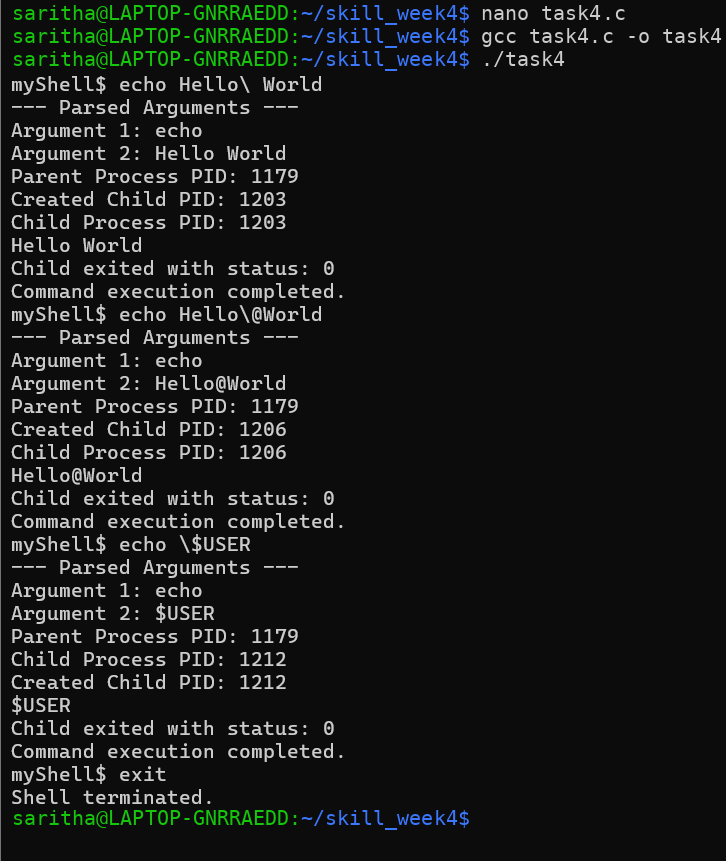 saritha@LAPTOP-GNRRAEDD:~/skill_week4$ nano task4.c
saritha@LAPTOP-GNRRAEDD:~/skill_week4$ gcc task4.c -o task4
saritha@LAPTOP-GNRRAEDD:~/skill_week4$ ./task4
myShell$ echo Hello\ World
--- Parsed Arguments ---
Argument 1: echo
Argument 2: Hello World
Parent Process PID: 1179
Created Child PID: 1203
Child Process PID: 1203
Hello World
Child exited with status: 0
Command execution completed.
myShell$ echo Hello\@World
--- Parsed Arguments ---
Argument 1: echo
Argument 2: Hello@World
Parent Process PID: 1179
Created Child PID: 1206
Child Process PID: 1206
Hello@World
Child exited with status: 0
Command execution completed.
myShell$ echo \$USER
--- Parsed Arguments ---
Argument 1: echo
Argument 2: $USER
Parent Process PID: 1179
Child Process PID: 1212
Created Child PID: 1212
$USER
Child exited with status: 0
Command execution completed.
myShell$ exit
Shell terminated.
saritha@LAPTOP-GNRRAEDD:~/skill_week4$